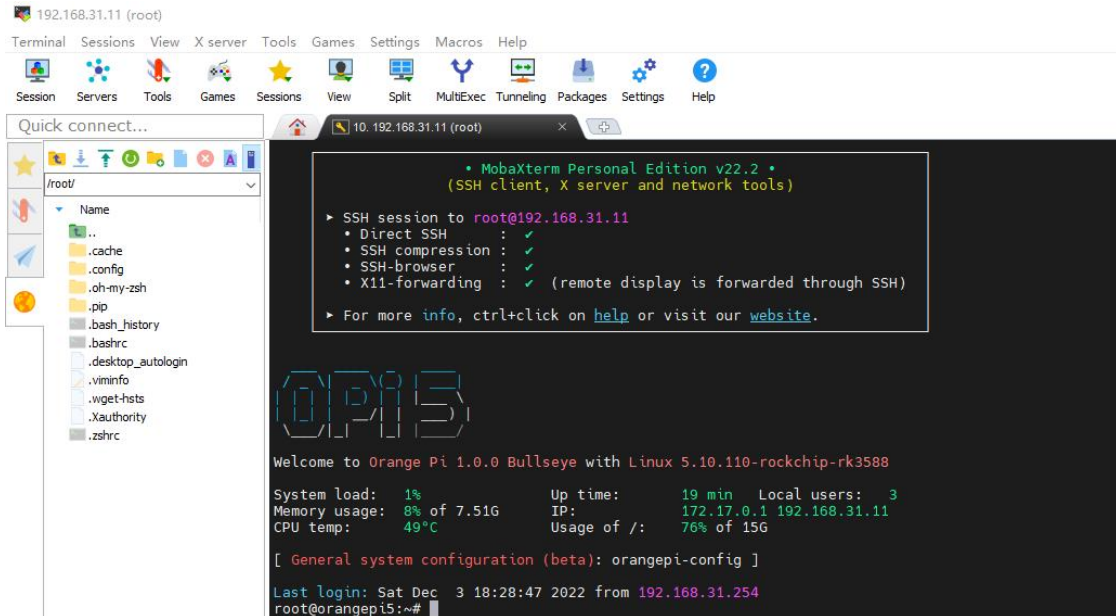 192.168.31.11 (root)
Terminal Sessions View X server Tools Games Settings Macros Help
Session Servers Tools Games Sessions View Split MultiExec Tunneling Packages Settings Help
Quick connect...
10. 192.168.31.11 (root)
/root/
Name
..
.cache
.config
.oh-my-zsh
.pip
.bash_history
.bashrc
.desktop_autologin
.viminfo
.wget-hsts
.Xauthority
.zshrc
• MobaXterm Personal Edition v22.2 •
(SSH client, X server and network tools)
► SSH session to root@192.168.31.11
• Direct SSH : ✔
• SSH compression : ✔
• SSH-browser : ✔
• X11-forwarding : ✔ (remote display is forwarded through SSH)
► For more info, ctrl+click on help or visit our website.
OPi 5
Welcome to Orange Pi 1.0.0 Bullseye with Linux 5.10.110-rockchip-rk3588
System load: 1% Up time: 19 min Local users: 3
Memory usage: 8% of 7.51G IP: 172.17.0.1 192.168.31.11
CPU temp: 49°C Usage of /: 76% of 15G
[ General system configuration (beta): orangepi-config ]
Last login: Sat Dec 3 18:28:47 2022 from 192.168.31.254
root@orangepi5:~#